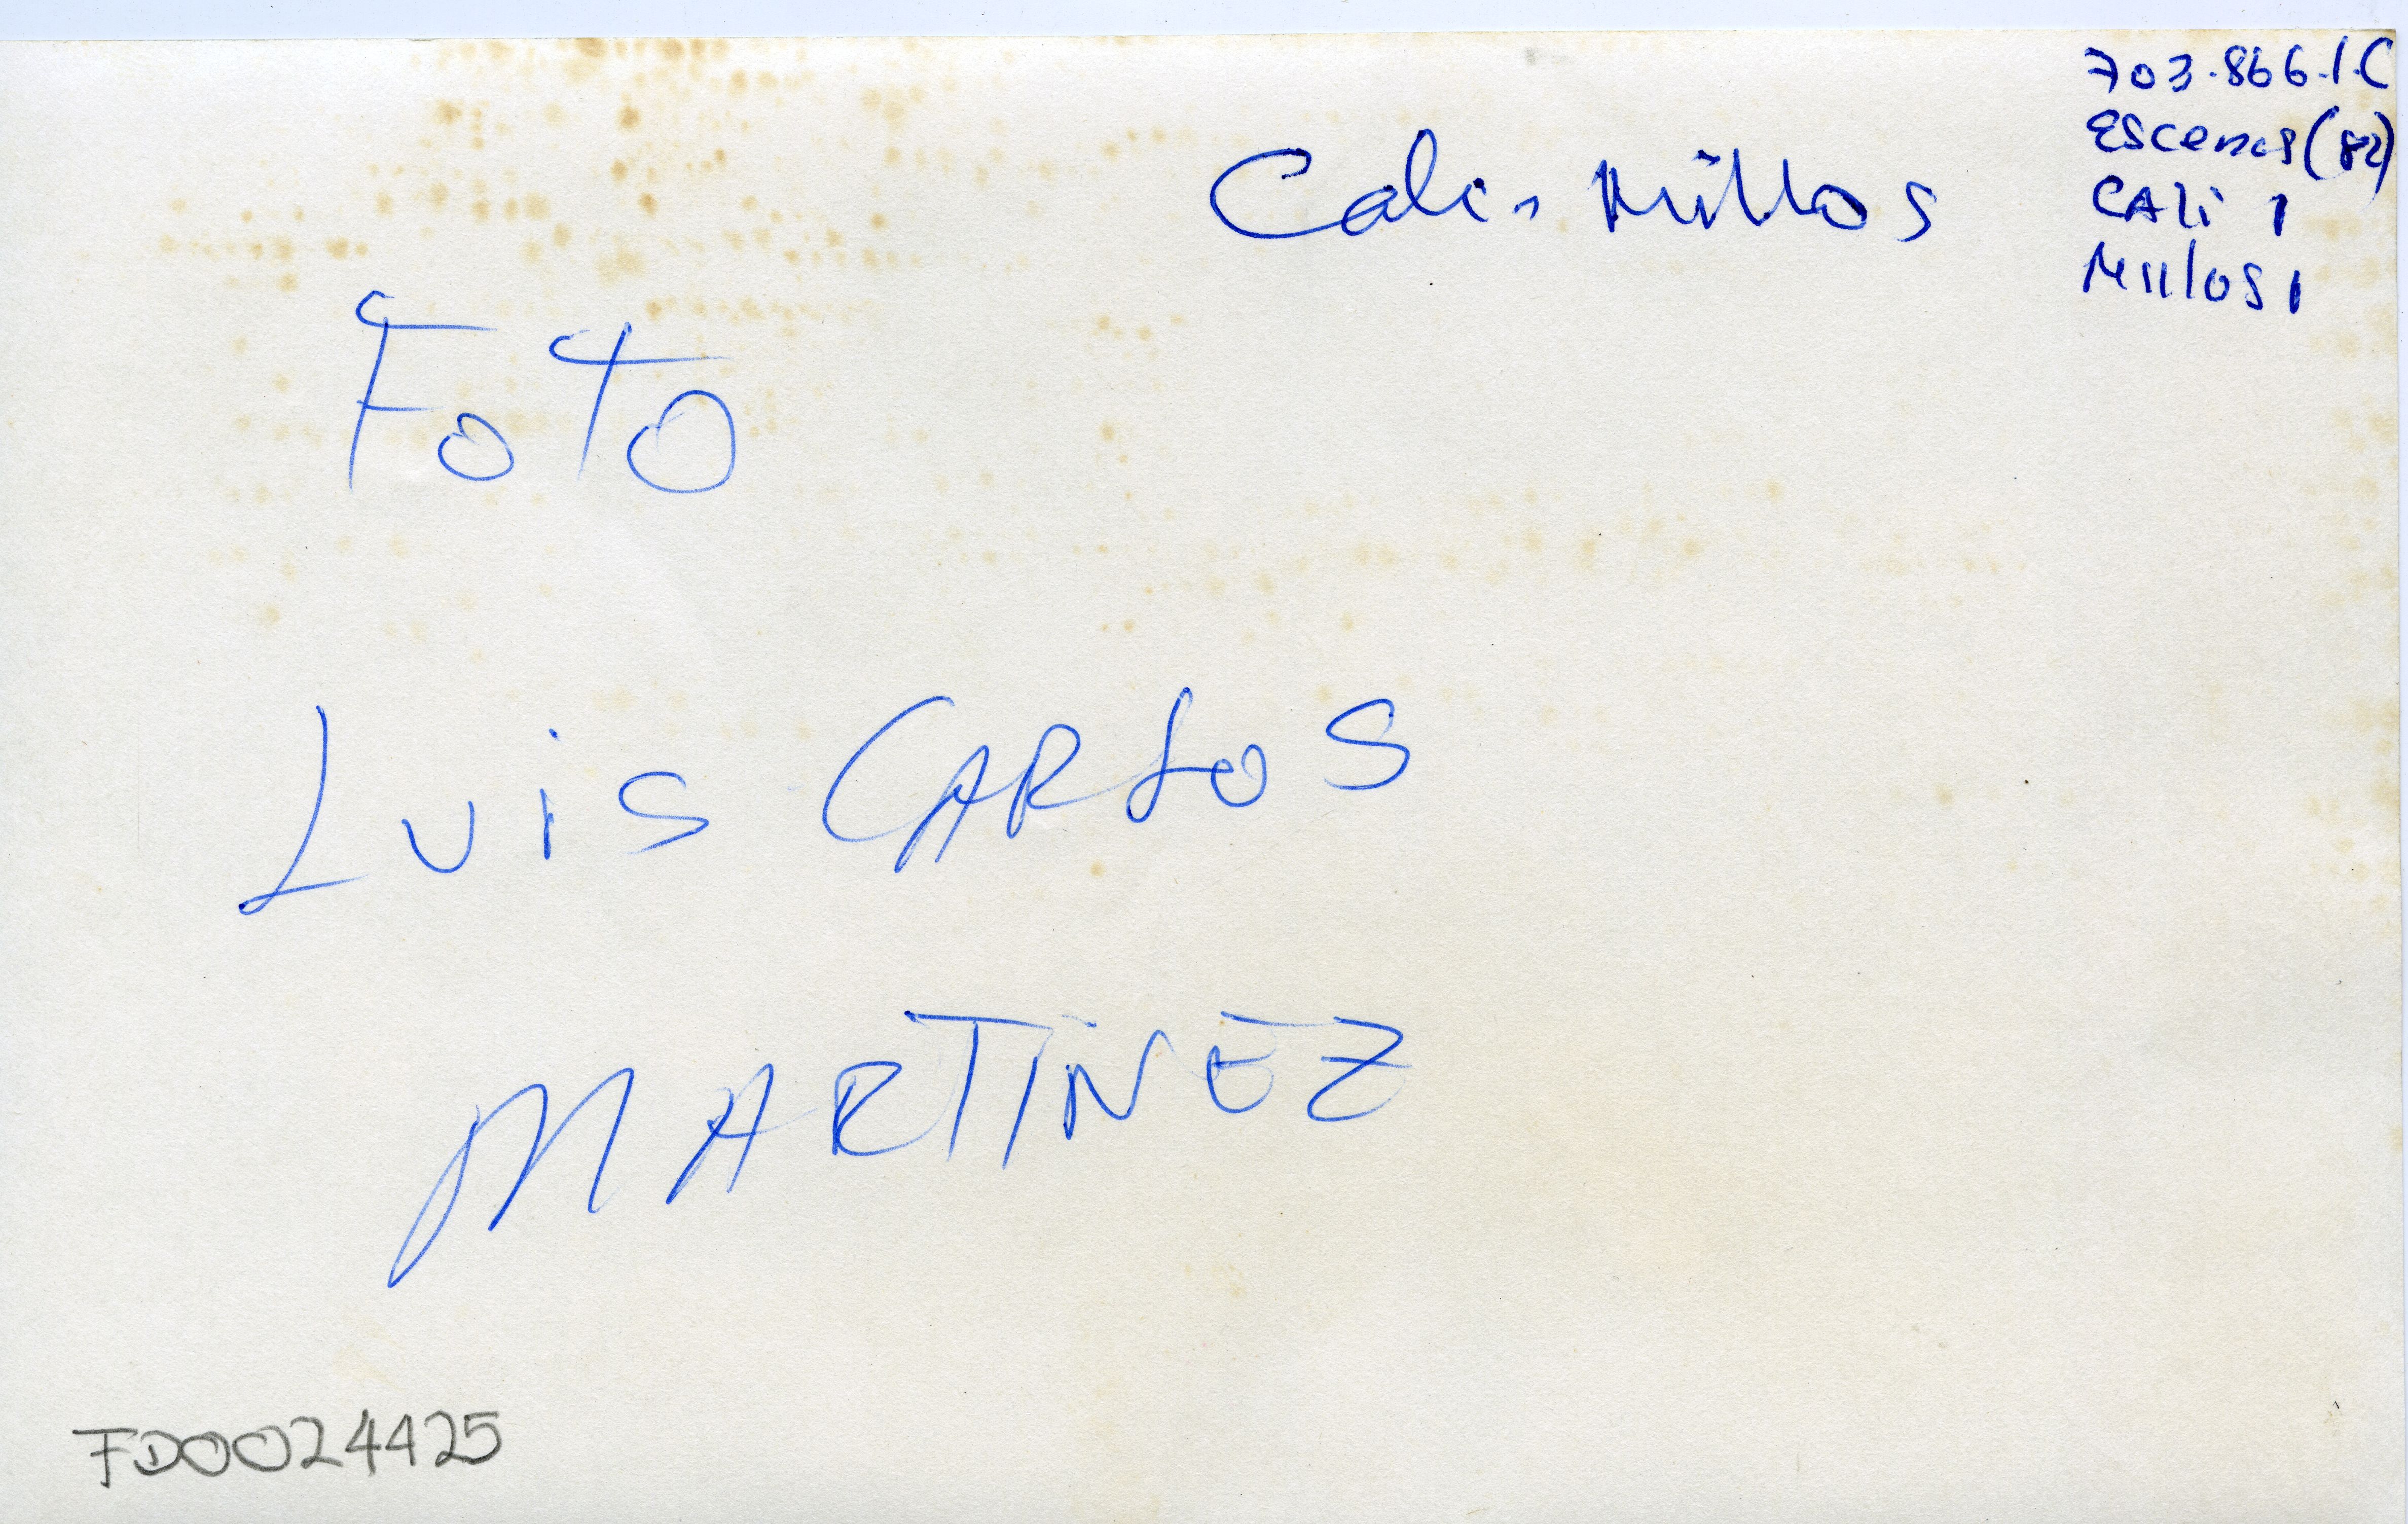 703.866.1.C
Escenas (82)
CALI 1
Millos 1
Cali - Millos
FOTO
LUIS CARLOS
MARTINEZ
FD0024425